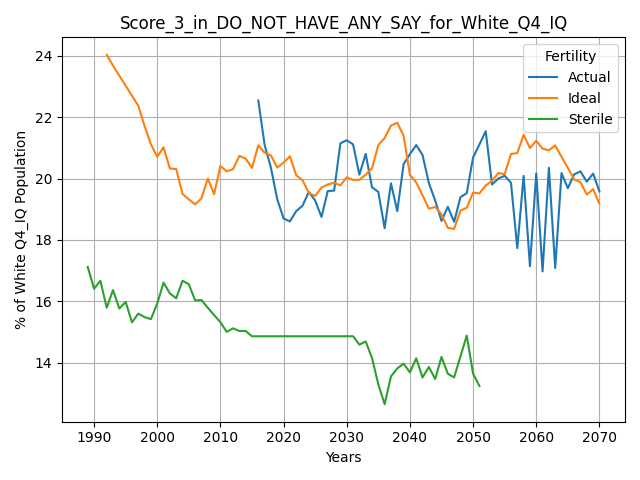 Score_3_in_DO_NOT_HAVE_ANY_SAY_for_White_Q4_IQ
Fertility
Actual
Ideal
Sterile
% of White Q4_IQ Population
24
22
20
18
16
14
1990 2000 2010 2020 2030 2040 2050 2060 2070
Years